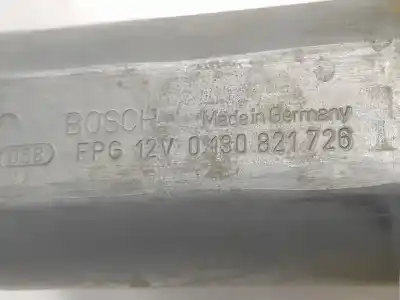 BOSCH Made in Germany
FPG 12V 0 130 821 726